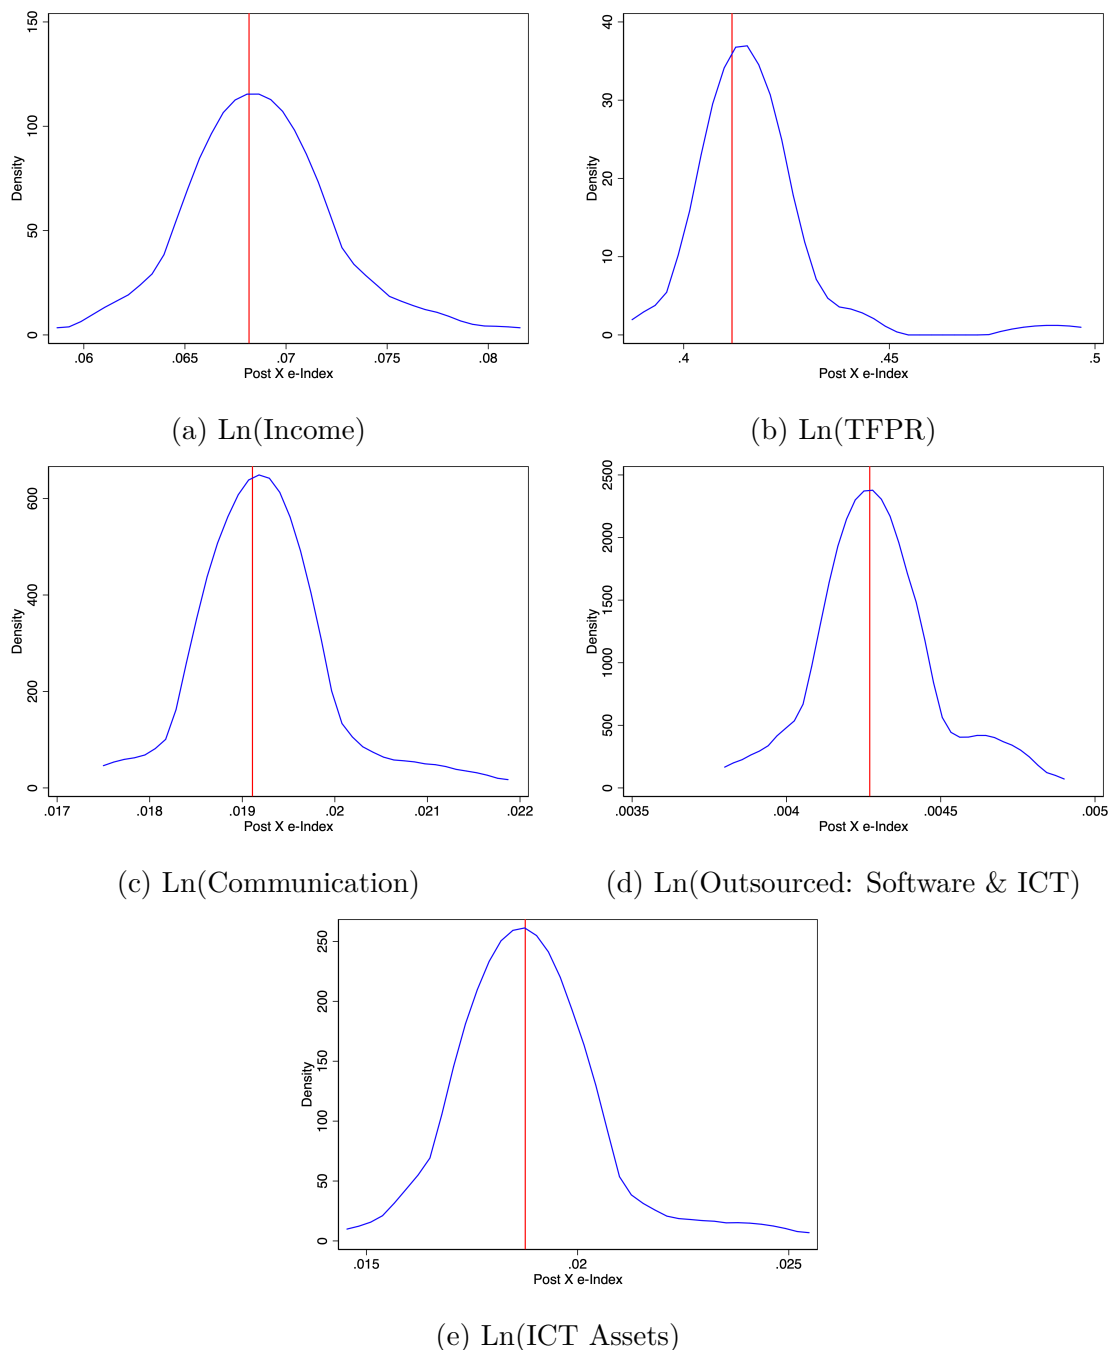 150
100
50
0
Density
.06 .065 .07 .075 .08
Post X e-Index
(a) Ln(Income)
40
30
20
10
0
Density
.4 .45 .5
Post X e-Index
(b) Ln(TFPR)
600
400
200
0
Density
.017 .018 .019 .02 .021 .022
Post X e-Index
(c) Ln(Communication)
2500
2000
1500
1000
500
0
Density
.0035 .004 .0045 .005
Post X e-Index
(d) Ln(Outsourced: Software & ICT)
250
200
150
100
50
0
Density
.015 .02 .025
Post X e-Index
(e) Ln(ICT Assets)